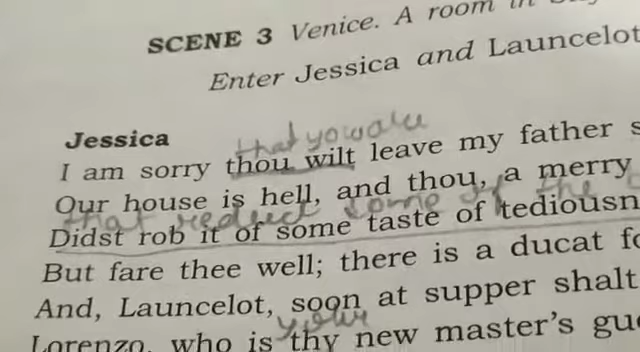 SCENE 3 Venice. A room in
Enter Jessica and Launcelot
Jessica
that you are
I am sorry thou wilt leave my father
Our house is hell, and thou, a merry
that reduce some of the
Didst rob it of some taste of
But fare thee well; there is a ducat
And, Launcelot, soon at supper shalt
your
Lorenzo, who is thy new master's